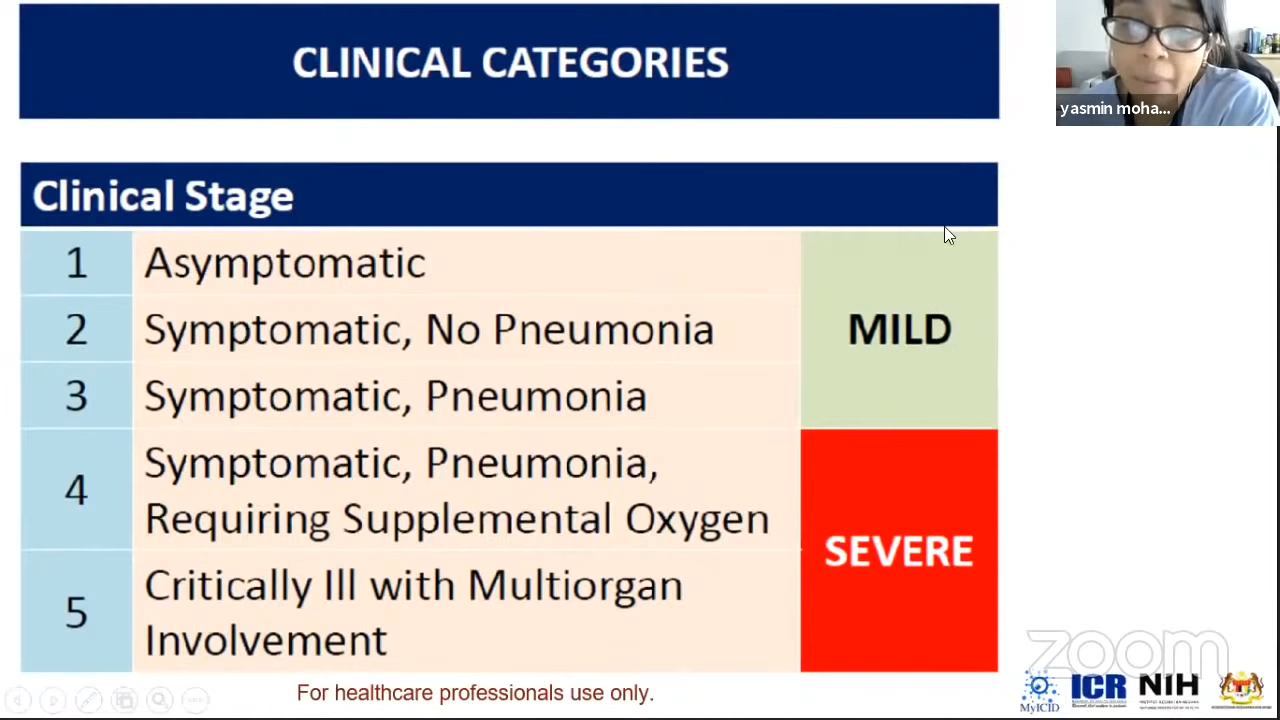 CLINICAL CATEGORIES
yasmin moha...
Clinical Stage
1 Asymptomatic
MILD
2 Symptomatic, No Pneumonia
3 Symptomatic, Pneumonia
4 Symptomatic, Pneumonia,
Requiring Supplemental Oxygen
SEVERE
5 Critically Ill with Multiorgan
Involvement
zoom
For healthcare professionals use only.
MyICID
ICR
NIH